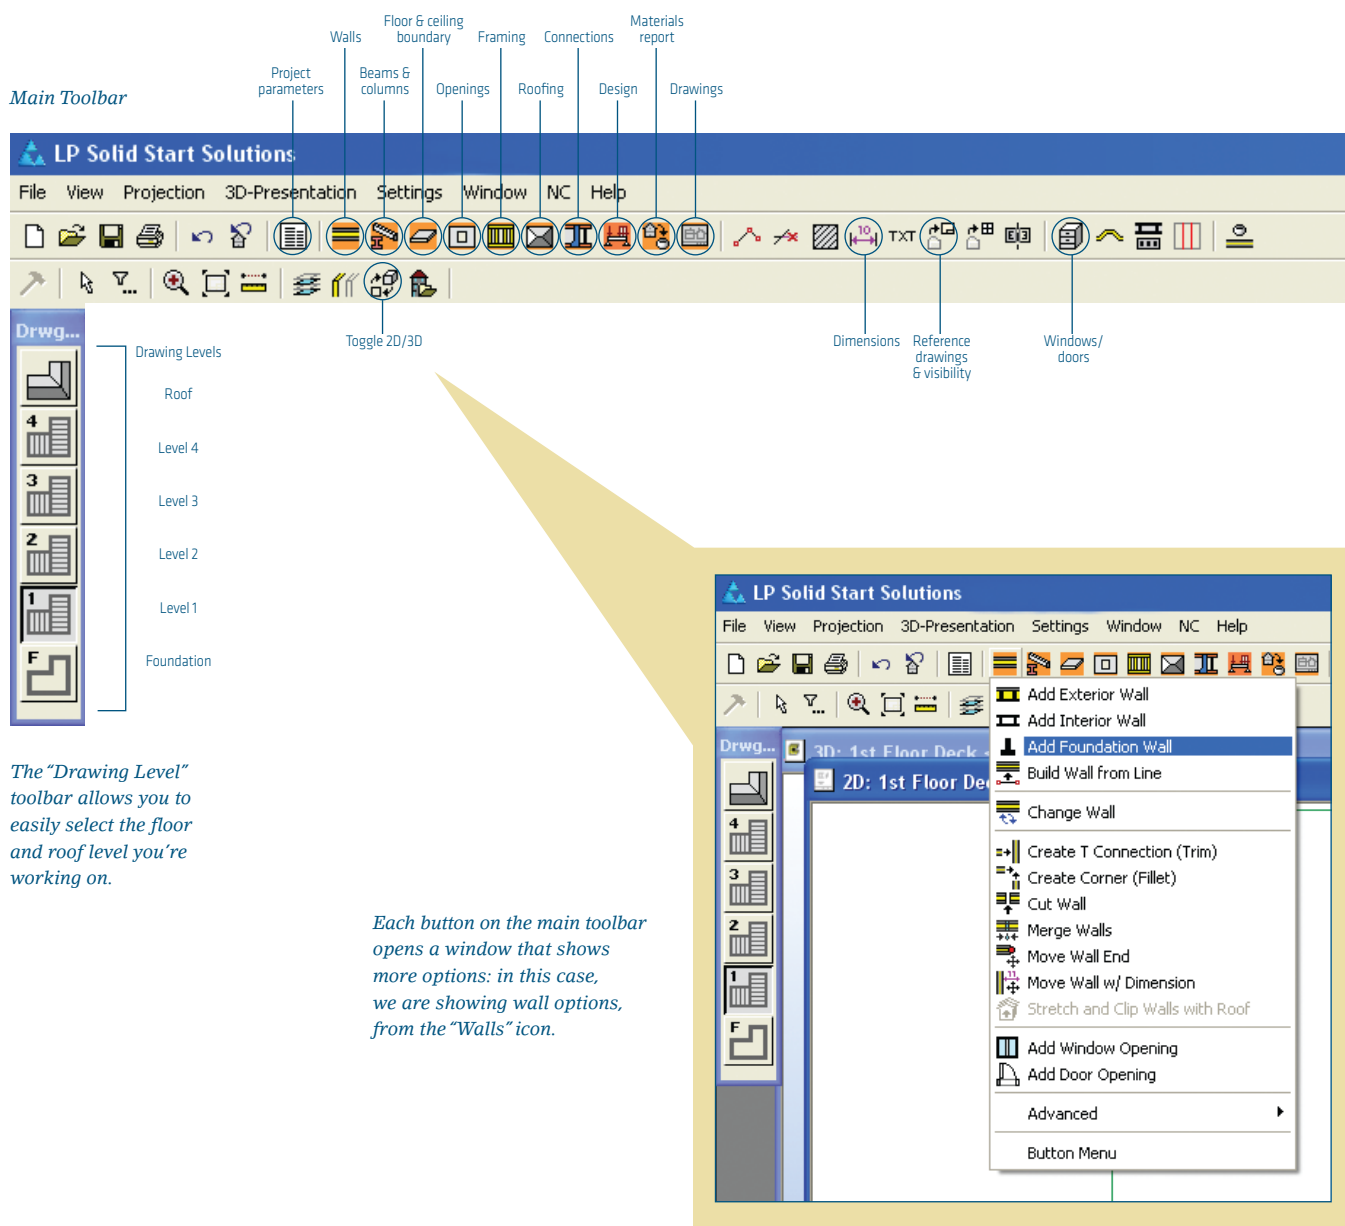 Main Toolbar
Project
parameters
Walls
Beams &
columns
Floor & ceiling
boundary
Openings
Framing
Roofing
Connections
Design
Materials
report
Drawings
LP Solid Start Solutions
File View Projection 3D-Presentation Settings Window NC Help
10 TXT
Toggle 2D/3D
Dimensions
Reference
drawings
& visibility
Windows/
doors
Drwg...
Drawing Levels
Roof
4
Level 4
3
Level 3
2
Level 2
1
Level 1
F
Foundation
The "Drawing Level"
toolbar allows you to
easily select the floor
and roof level you're
working on.
Each button on the main toolbar
opens a window that shows
more options: in this case,
we are showing wall options,
from the "Walls" icon.
LP Solid Start Solutions
File View Projection 3D-Presentation Settings Window NC Help
Drwg...
4
3
2
1
F
3D: 1st Floor Deck
2D: 1st Floor De
Add Exterior Wall
Add Interior Wall
Add Foundation Wall
Build Wall from Line
Change Wall
Create T Connection (Trim)
Create Corner (Fillet)
Cut Wall
Merge Walls
Move Wall End
11
Move Wall w/ Dimension
Stretch and Clip Walls with Roof
Add Window Opening
Add Door Opening
Advanced
Button Menu